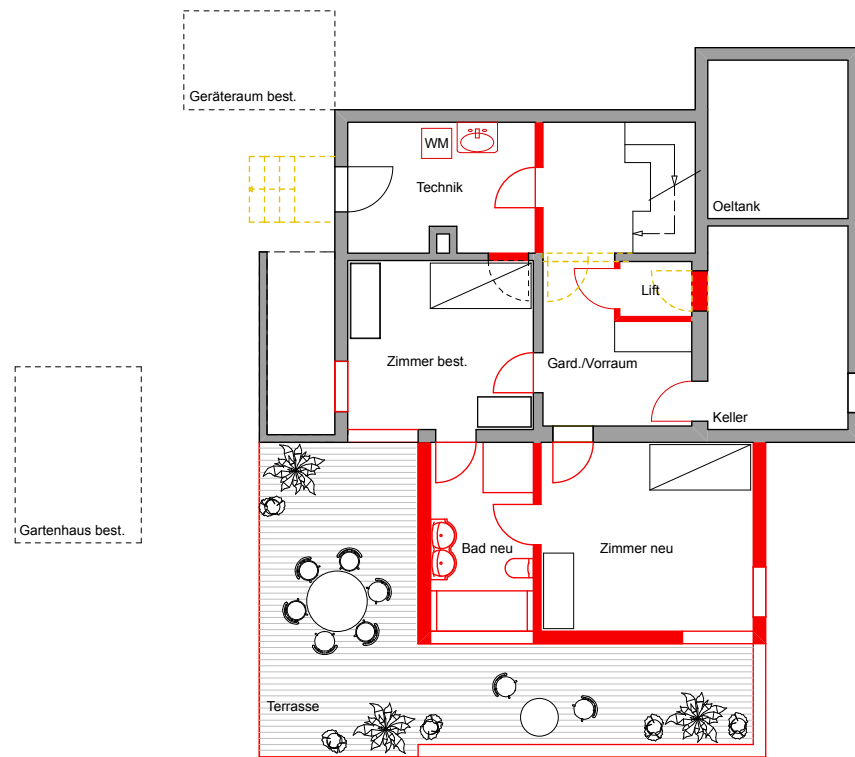 Geräteraum best.
WM
Technik
Oeltank
Lift
Zimmer best.
Gard./Vorraum
Keller
Gartenhaus best.
Bad neu
Zimmer neu
Terrasse